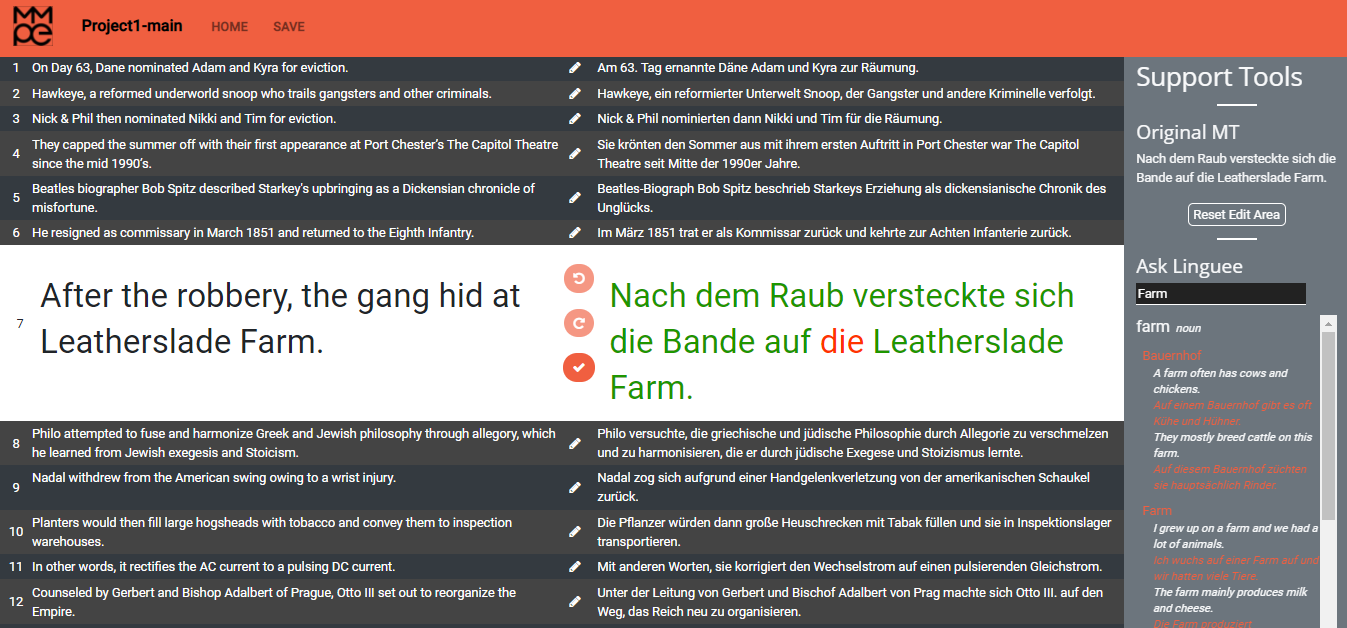 MMPE
Project1-main HOME SAVE
1 On Day 63, Dane nominated Adam and Kyra for eviction. Am 63. Tag ernannte Däne Adam und Kyra zur Räumung.
2 Hawkeye, a reformed underworld snoop who trails gangsters and other criminals. Hawkeye, ein reformierter Unterwelt Snoop, der Gangster und andere Kriminelle verfolgt.
3 Nick & Phil then nominated Nikki and Tim for eviction. Nick & Phil nominierten dann Nikki und Tim für die Räumung.
4 They capped the summer off with their first appearance at Port Chester's The Capitol Theatre
since the mid 1990's.
Sie krönten den Sommer aus mit ihrem ersten Auftritt in Port Chester war The Capitol
Theatre seit Mitte der 1990er Jahre.
5 Beatles biographer Bob Spitz described Starkey's upbringing as a Dickensian chronicle of
misfortune.
Beatles-Biograph Bob Spitz beschrieb Starkeys Erziehung als dickensianische Chronik des
Unglücks.
6 He resigned as commissary in March 1851 and returned to the Eighth Infantry. Im März 1851 trat er als Kommissar zurück und kehrte zur Achten Infanterie zurück.
7 After the robbery, the gang hid at
Leatherslade Farm.
Nach dem Raub versteckte sich
die Bande auf die Leatherslade
Farm.
8 Philo attempted to fuse and harmonize Greek and Jewish philosophy through allegory, which
he learned from Jewish exegesis and Stoicism.
Philo versuchte, die griechische und jüdische Philosophie durch Allegorie zu verschmelzen
und zu harmonisieren, die er durch jüdische Exegese und Stoizismus lernte.
9 Nadal withdrew from the American swing owing to a wrist injury.
Nadal zog sich aufgrund einer Handgelenkverletzung von der amerikanischen Schaukel
zurück.
10 Planters would then fill large hogsheads with tobacco and convey them to inspection
warehouses.
Die Pflanzer würden dann große Heuschrecken mit Tabak füllen und sie in Inspektionslager
transportieren.
11 In other words, it rectifies the AC current to a pulsing DC current. Mit anderen Worten, sie korrigiert den Wechselstrom auf einen pulsierenden Gleichstrom.
12 Counseled by Gerbert and Bishop Adalbert of Prague, Otto III set out to reorganize the
Empire.
Unter der Leitung von Gerbert und Bischof Adalbert von Prag machte sich Otto III. auf den
Weg, das Reich neu zu organisieren.
Support Tools
Original MT
Nach dem Raub versteckte sich die
Bande auf die Leatherslade Farm.
Reset Edit Area
Ask Linguee
Farm
farm noun
Bauernhof
A farm often has cows and
chickens.
Auf einem Bauernhof gibt es oft
Kühe und Hühner.
They mostly breed cattle on this
farm.
Auf diesem Bauernhof züchten
sie hauptsächlich Rinder.
Farm
I grew up on a farm and we had a
lot of animals.
Ich wuchs auf einer Farm auf und
wir hatten viele Tiere.
The farm mainly produces milk
and cheese.
Die Farm produziert